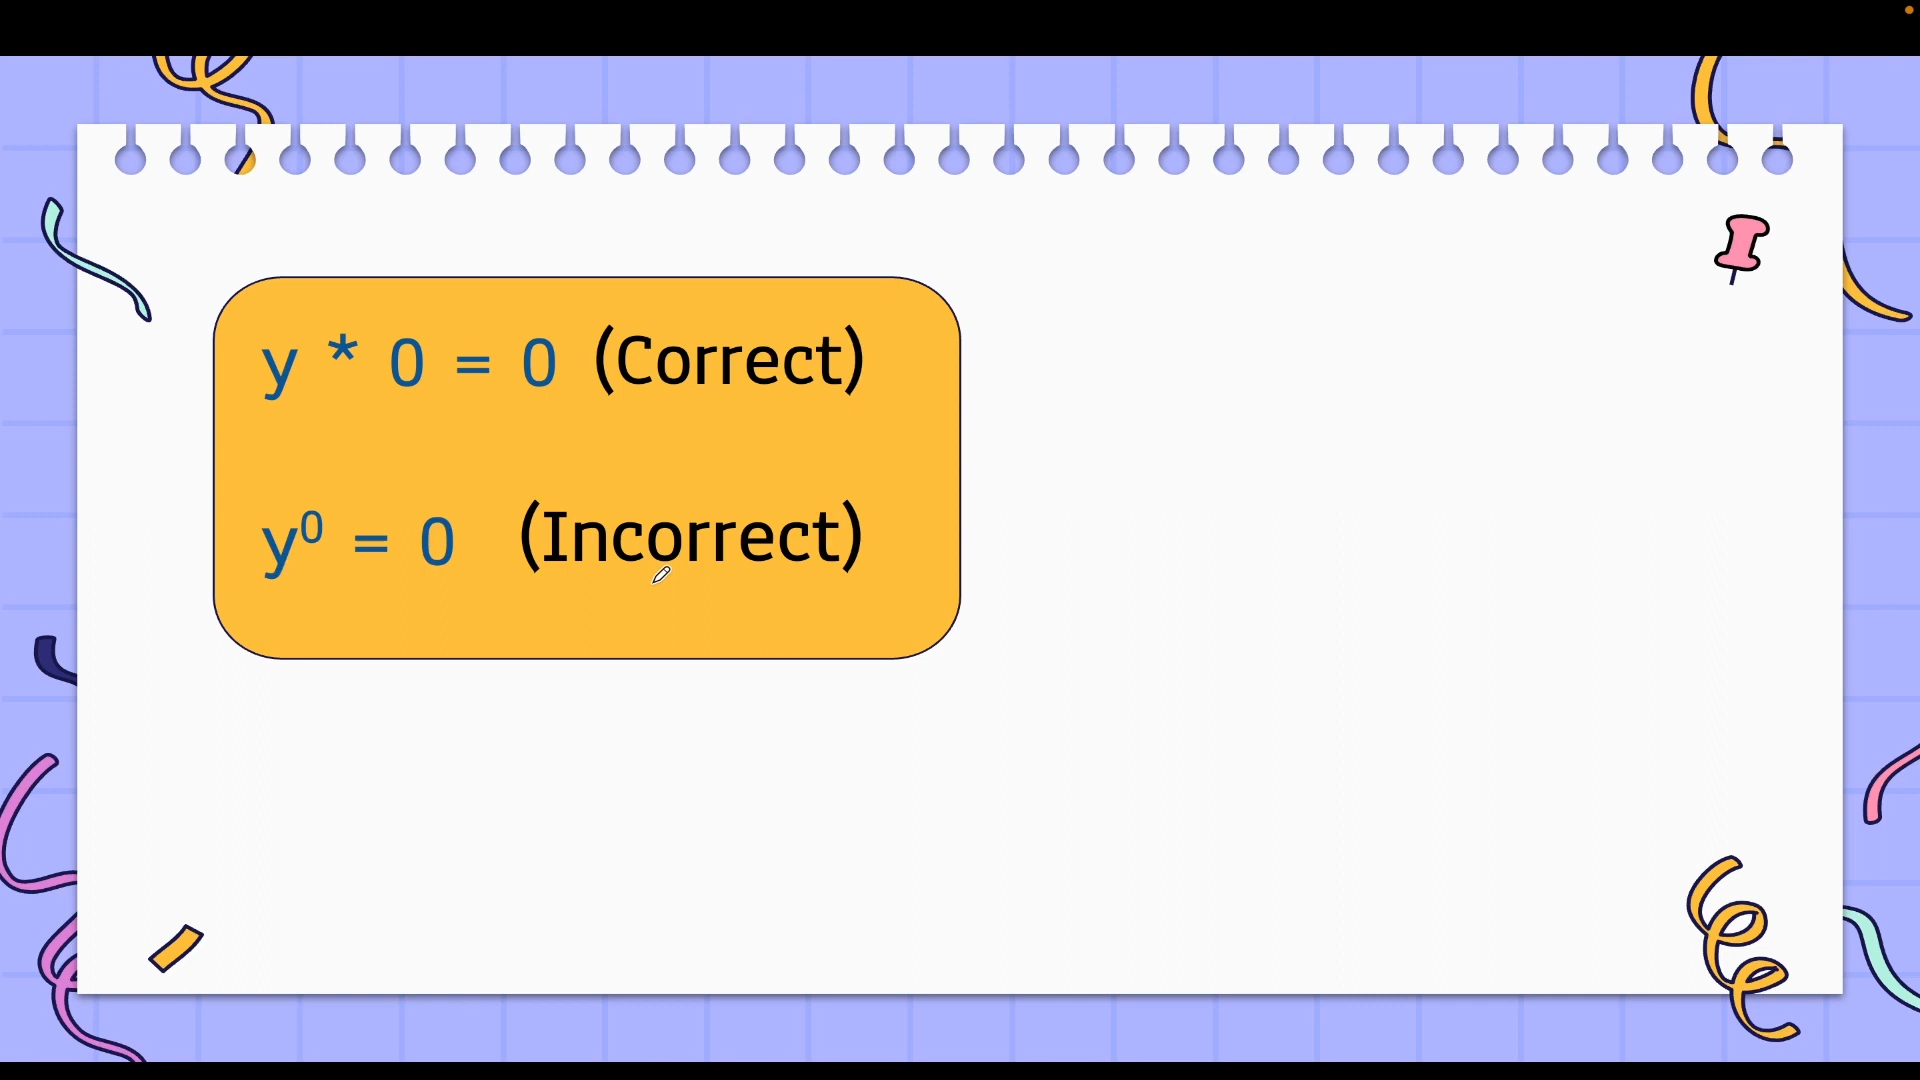 y * 0 = 0 (Correct)
y⁰ = 0 (Incorrect)